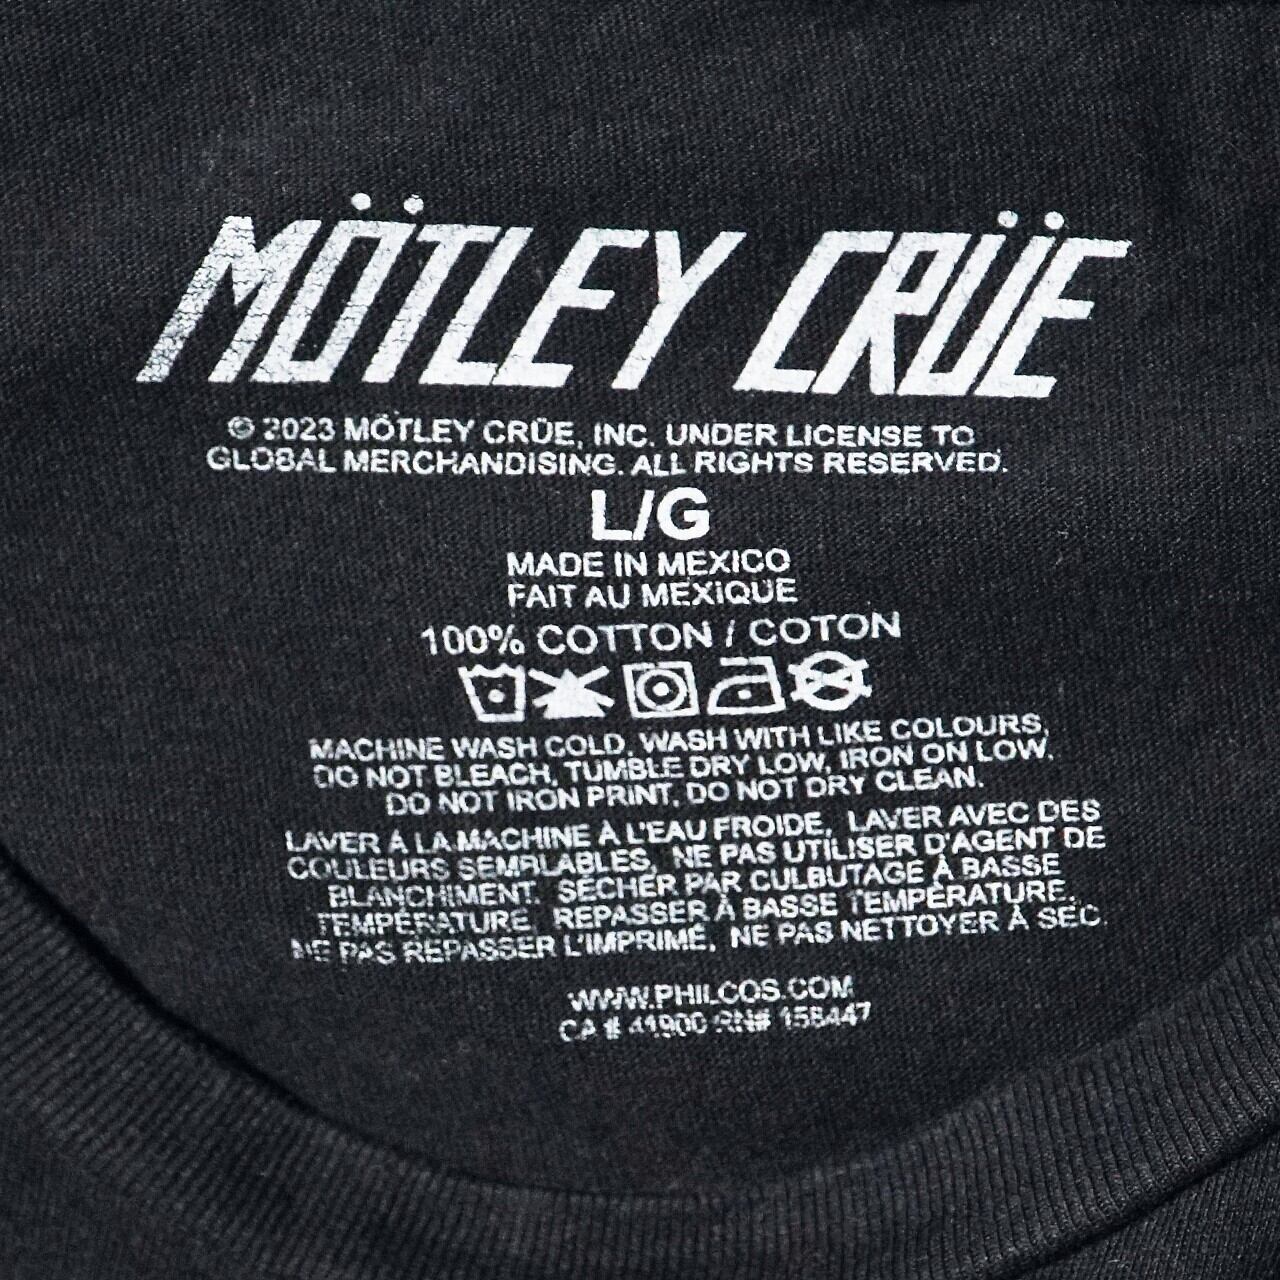 MÖTLEY CRÜE
© 2023 MÖTLEY CRÜE, INC. UNDER LICENSE TO
GLOBAL MERCHANDISING. ALL RIGHTS RESERVED.
L/G
MADE IN MEXICO
FAIT AU MEXIQUE
100% COTTON / COTON
MACHINE WASH COLD. WASH WITH LIKE COLOURS,
DO NOT BLEACH, TUMBLE DRY LOW, IRON ON LOW.
DO NOT IRON PRINT. DO NOT DRY CLEAN.
LAVER À LA MACHINE À L'EAU FROIDE, LAVER AVEC DES
COULEURS SEMBLABLES, NE PAS UTILISER D'AGENT DE
BLANCHIMENT. SÉCHER PAR CULBUTAGE À BASSE
TEMPÉRATURE, REPASSER À BASSE TEMPÉRATURE.
NE PAS REPASSER L'IMPRIMÉ, NE PAS NETTOYER À SEC.
WWW.PHILCOS.COM
CA # 41900 RN# 158447